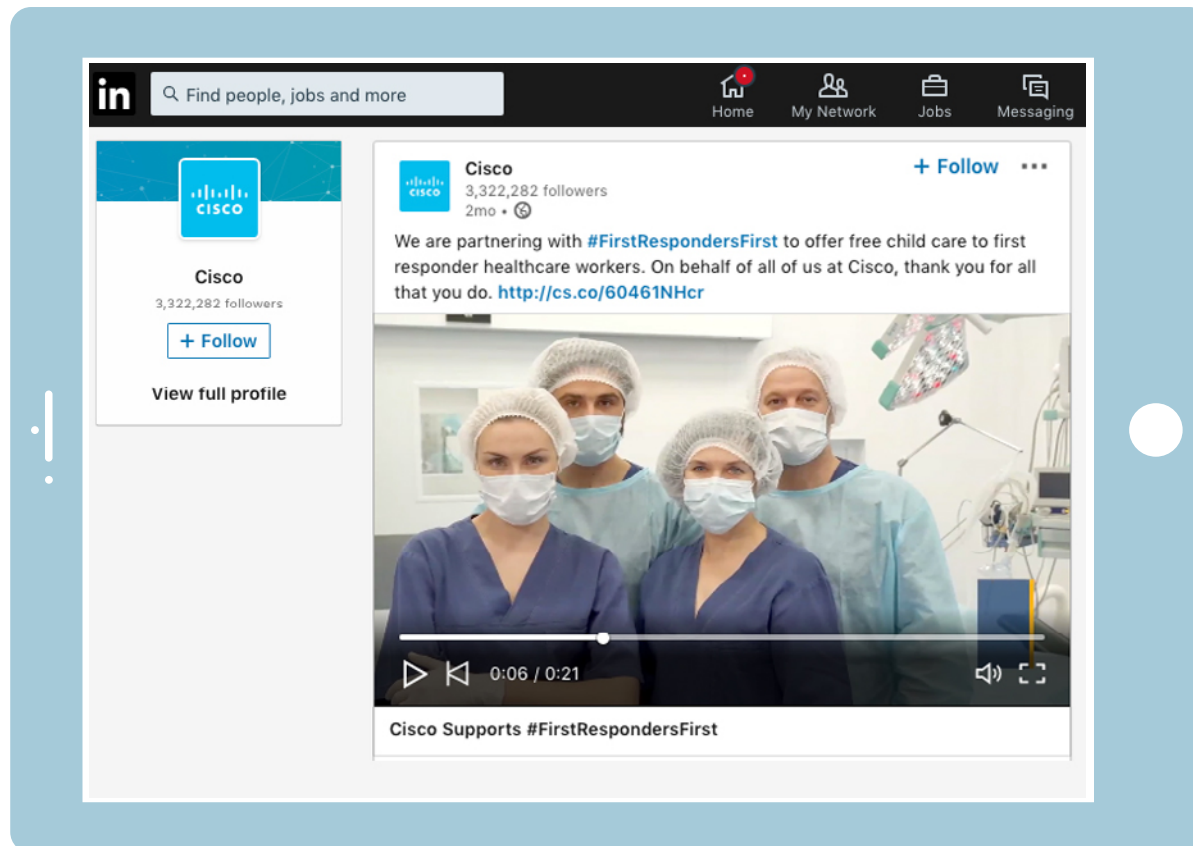 in
Find people, jobs and more
Home
My Network
Jobs
Messaging
CISCO
Cisco
3,322,282 followers
+ Follow
View full profile
CISCO
Cisco
3,322,282 followers
2mo •
+ Follow
We are partnering with #FirstRespondersFirst to offer free child care to first
responder healthcare workers. On behalf of all of us at Cisco, thank you for all
that you do. http://cs.co/60461NHcr
0:06 / 0:21
Cisco Supports #FirstRespondersFirst